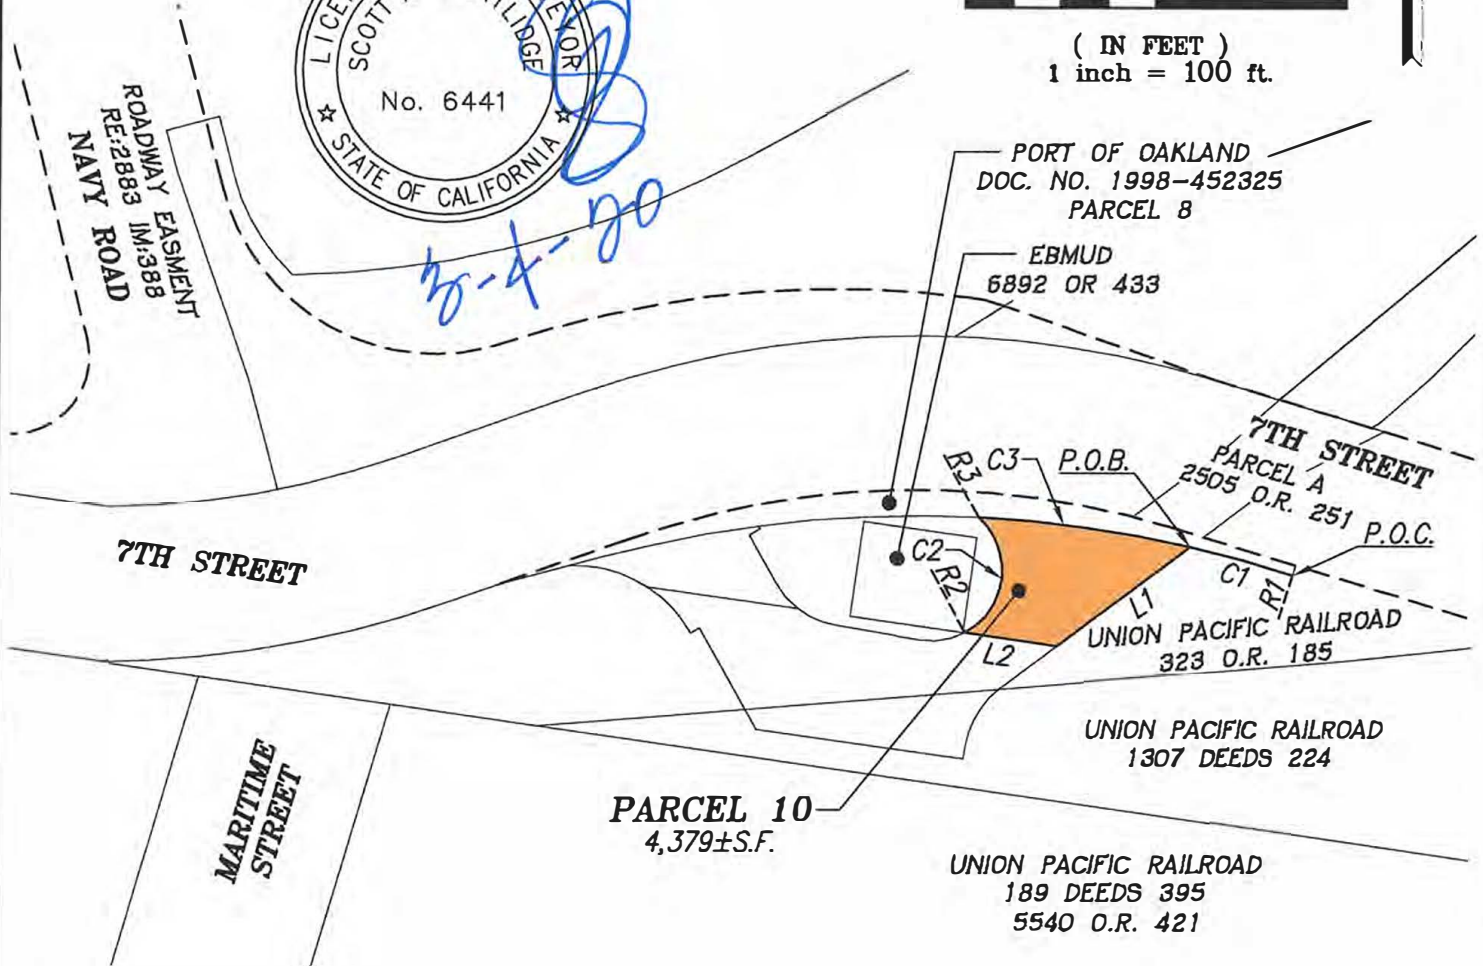 SCOTT
No. 6441
STATE OF CALIFORNIA
3-4-20
( IN FEET )
1 inch = 100 ft.
ROADWAY EASMENT
RE:2883 IM:388
NAVY ROAD
PORT OF OAKLAND
DOC. NO. 1998-452325
PARCEL 8
EBMUD
6892 OR 433
7TH STREET
PARCEL A
2505 O.R. 251
R3
C3
P.O.B.
P.O.C.
C2
R2
C1
R1
L1
L2
7TH STREET
UNION PACIFIC RAILROAD
323 O.R. 185
UNION PACIFIC RAILROAD
1307 DEEDS 224
MARITIME
STREET
PARCEL 10
4,379±S.F.
UNION PACIFIC RAILROAD
189 DEEDS 395
5540 O.R. 421